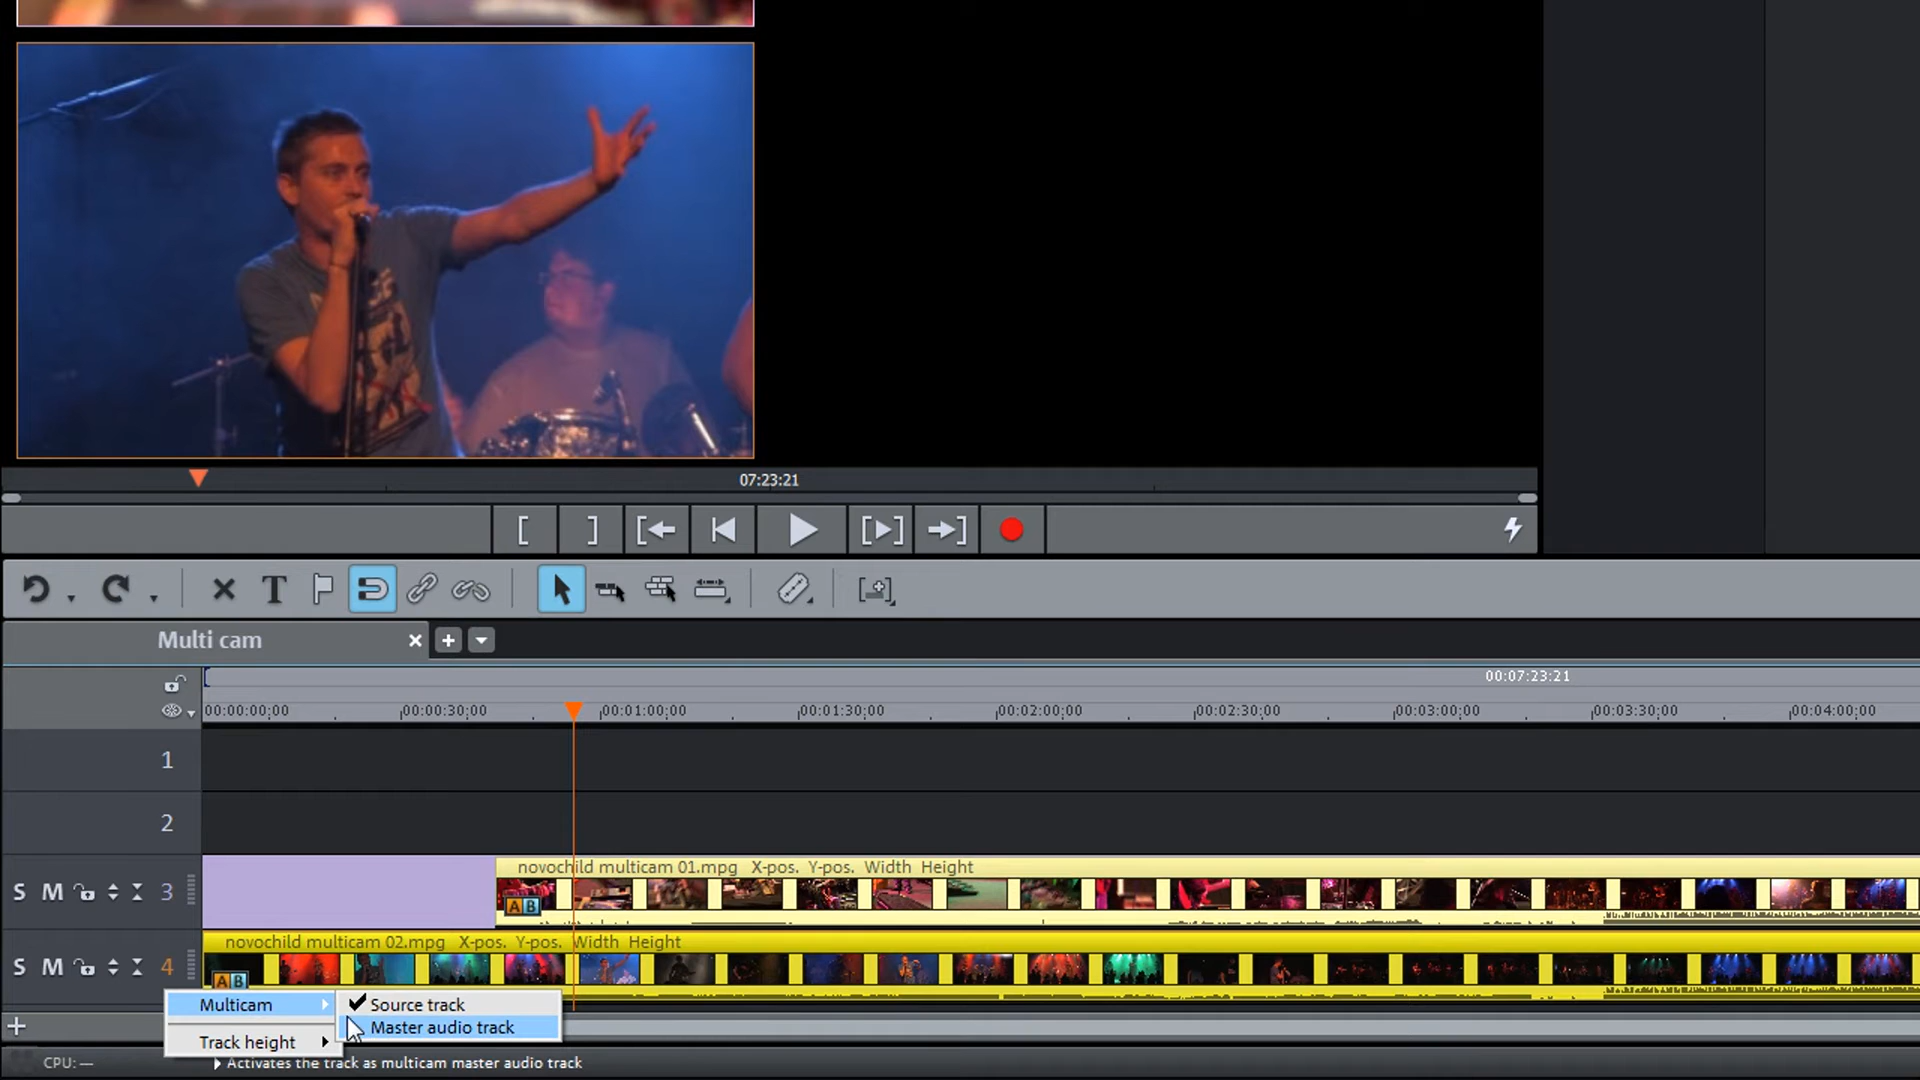 07:23:21
Multi cam
00:07:23:21
00:00:00;00 00:00:30;00 00:01:00;00 00:01:30;00 00:02:00;00 00:02:30;00 00:03:00;00 00:03:30;00 00:04:00;00
1
2
novochild multicam 01.mpg X-pos. Y-pos. Width Height
S M 3
A B
novochild multicam 02.mpg X-pos. Y-pos. Width Height
S M 4
A B
Multicam
Source track
Master audio track
Track height
CPU: —
Activates the track as multicam master audio track